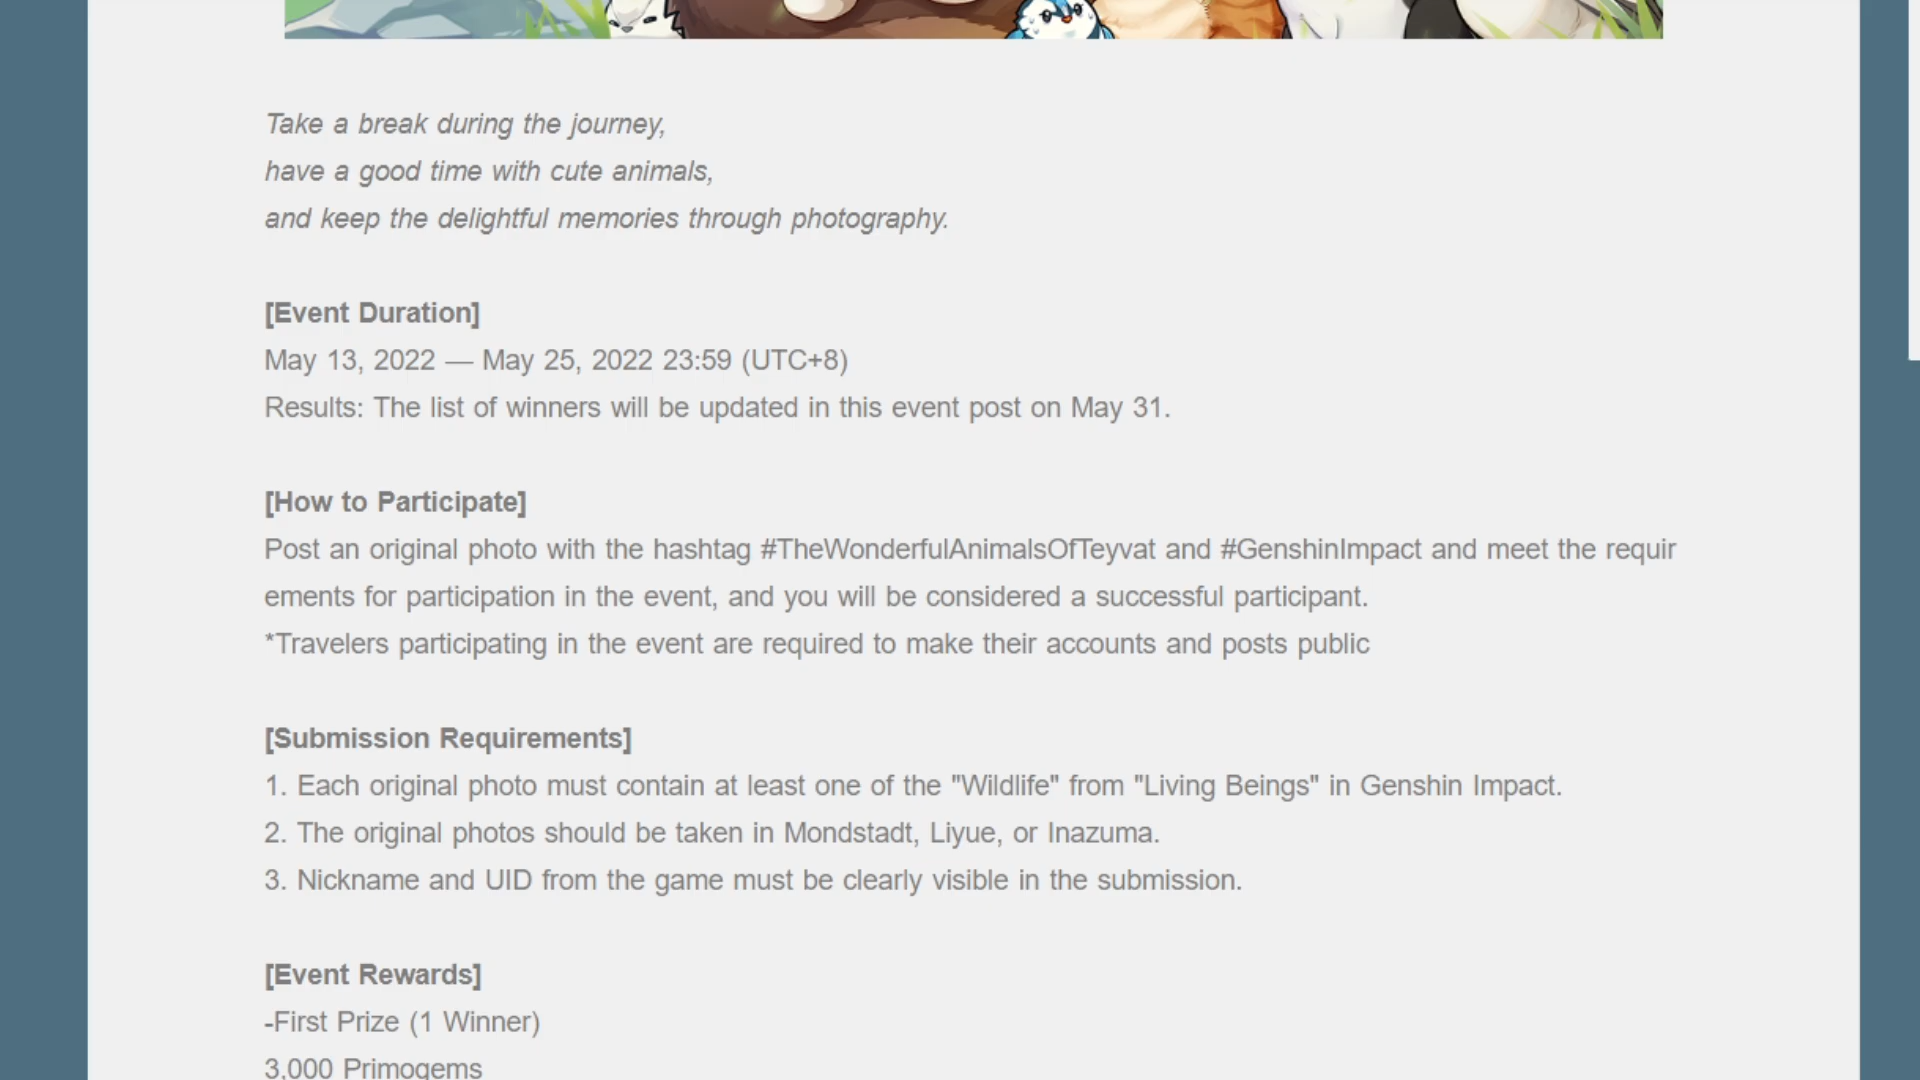 Take a break during the journey,
have a good time with cute animals,
and keep the delightful memories through photography.
[Event Duration]
May 13, 2022 — May 25, 2022 23:59 (UTC+8)
Results: The list of winners will be updated in this event post on May 31.
[How to Participate]
Post an original photo with the hashtag #TheWonderfulAnimalsOfTeyvat and #GenshinImpact and meet the requir
ements for participation in the event, and you will be considered a successful participant.
*Travelers participating in the event are required to make their accounts and posts public
[Submission Requirements]
1. Each original photo must contain at least one of the "Wildlife" from "Living Beings" in Genshin Impact.
2. The original photos should be taken in Mondstadt, Liyue, or Inazuma.
3. Nickname and UID from the game must be clearly visible in the submission.
[Event Rewards]
-First Prize (1 Winner)
3,000 Primogems